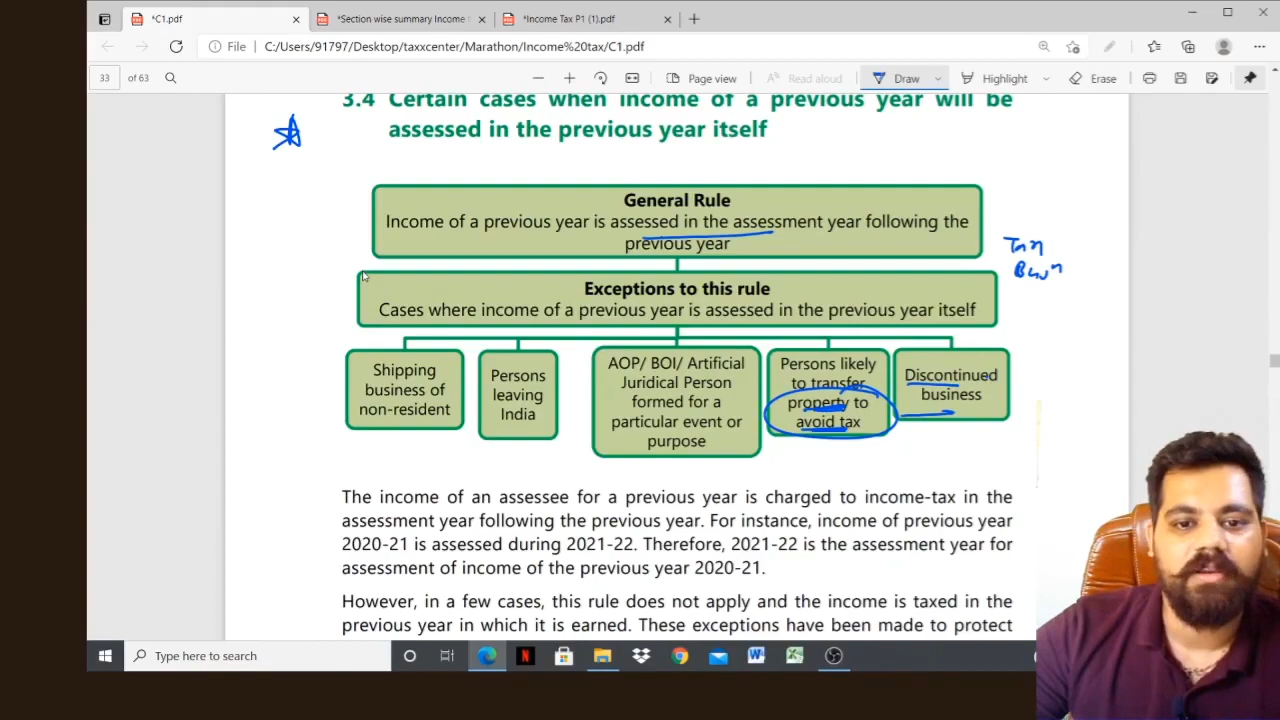 *C1.pdf
*Section wise summary Income
*Income Tax P1 (1).pdf
File
C:/Users/91797/Desktop/taxxcenter/Marathon/Income%20tax/C1.pdf
33 of 63
Page view
Read aloud
Draw
Highlight
Erase
3.4 Certain cases when income of a previous year will be
assessed in the previous year itself
General Rule
Income of a previous year is assessed in the assessment year following the
previous year
Exceptions to this rule
Cases where income of a previous year is assessed in the previous year itself
Shipping
business of
non-resident
Persons
leaving
India
AOP/ BOI/ Artificial
Juridical Person
formed for a
particular event or
purpose
Persons likely
to transfer
property to
avoid tax
Discontinued
business
The income of an assessee for a previous year is charged to income-tax in the
assessment year following the previous year. For instance, income of previous year
2020-21 is assessed during 2021-22. Therefore, 2021-22 is the assessment year for
assessment of income of the previous year 2020-21.
However, in a few cases, this rule does not apply and the income is taxed in the
previous year in which it is earned. These exceptions have been made to protect
Type here to search